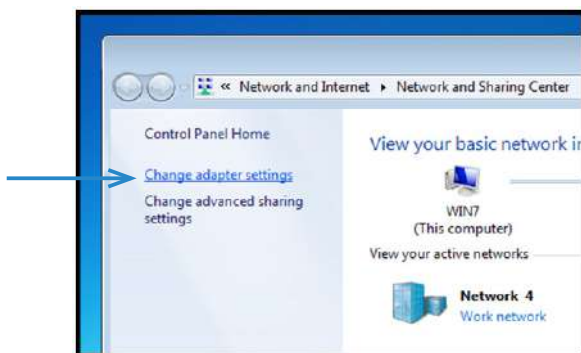 « Network and Internet ▸ Network and Sharing Center
Control Panel Home
Change adapter settings
Change advanced sharing
settings
View your basic network i
WIN7
(This computer)
View your active networks
Network 4
Work network